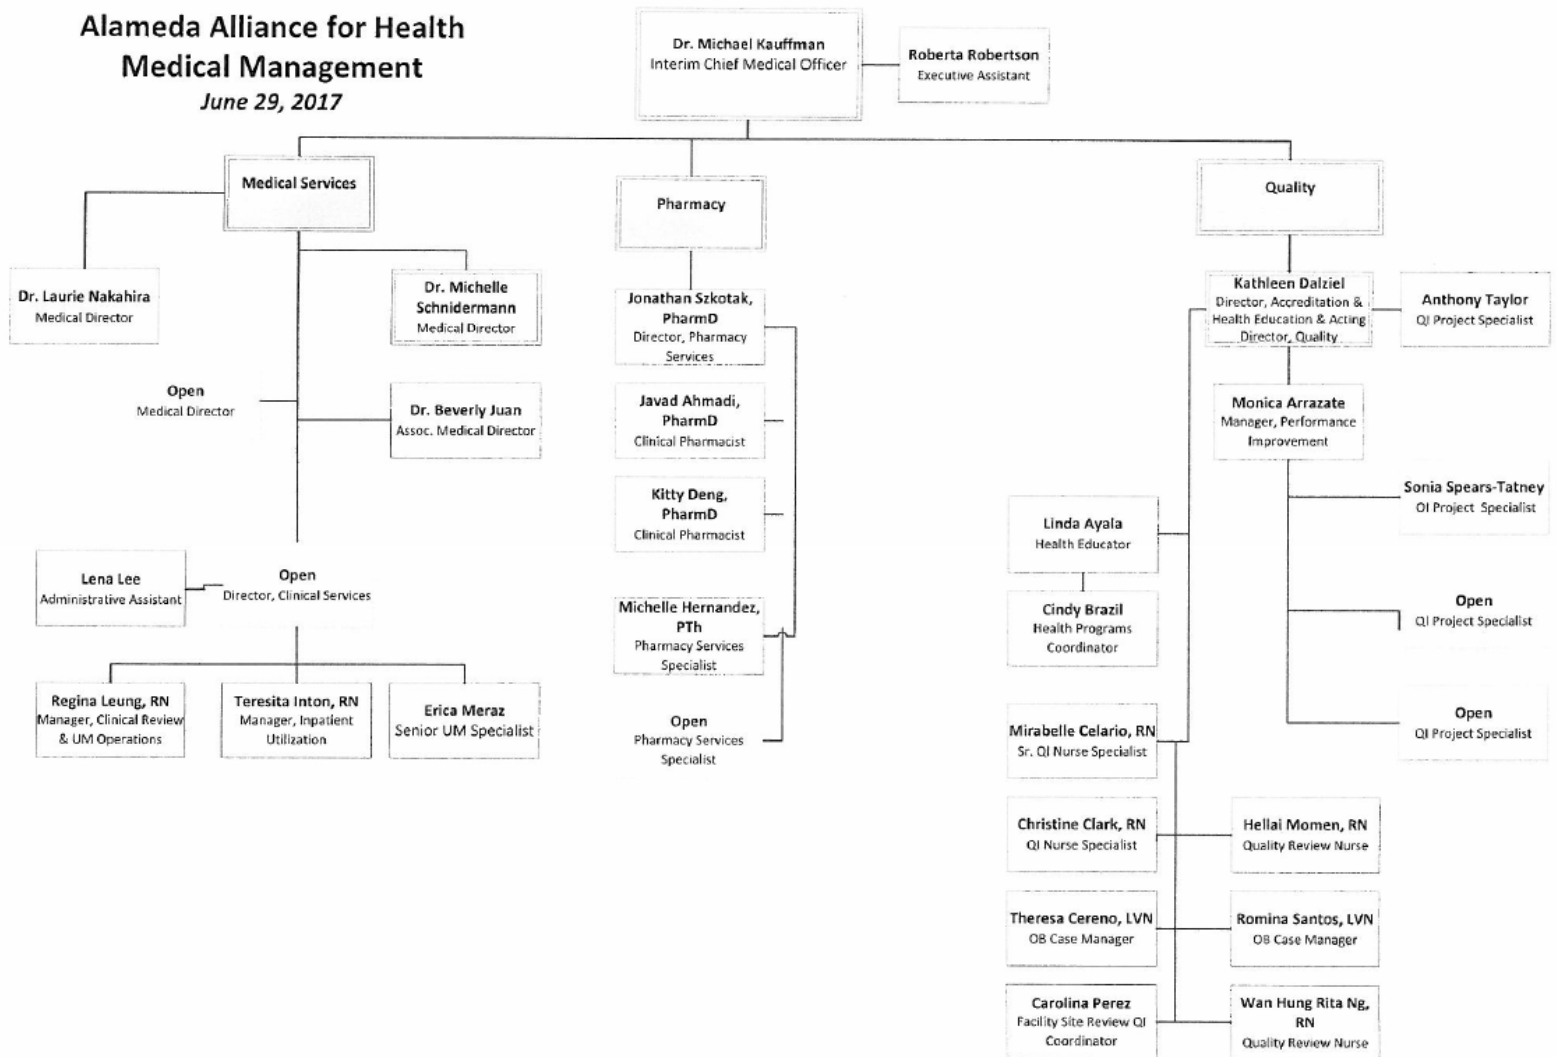 Alameda Alliance for Health
Medical Management
June 29, 2017
Dr. Michael Kauffman
Interim Chief Medical Officer
Roberta Robertson
Executive Assistant
Medical Services
Pharmacy
Quality
Dr. Laurie Nakahira
Medical Director
Dr. Michelle
Schnidermann
Medical Director
Open
Medical Director
Dr. Beverly Juan
Assoc. Medical Director
Lena Lee
Administrative Assistant
Open
Director, Clinical Services
Regina Leung, RN
Manager, Clinical Review
& UM Operations
Teresita Inton, RN
Manager, Inpatient
Utilization
Erica Meraz
Senior UM Specialist
Jonathan Szkotak,
PharmD
Director, Pharmacy
Services
Javad Ahmadi,
PharmD
Clinical Pharmacist
Kitty Deng,
PharmD
Clinical Pharmacist
Michelle Hernandez,
PTh
Pharmacy Services
Specialist
Open
Pharmacy Services
Specialist
Kathleen Dalziel
Director, Accreditation &
Health Education & Acting
Director, Quality
Anthony Taylor
QI Project Specialist
Monica Arrazate
Manager, Performance
Improvement
Sonia Spears-Tatney
QI Project Specialist
Open
QI Project Specialist
Open
QI Project Specialist
Linda Ayala
Health Educator
Cindy Brazil
Health Programs
Coordinator
Mirabelle Celario, RN
Sr. QI Nurse Specialist
Christine Clark, RN
QI Nurse Specialist
Hellai Momen, RN
Quality Review Nurse
Theresa Cereno, LVN
OB Case Manager
Romina Santos, LVN
OB Case Manager
Carolina Perez
Facility Site Review QI
Coordinator
Wan Hung Rita Ng,
RN
Quality Review Nurse